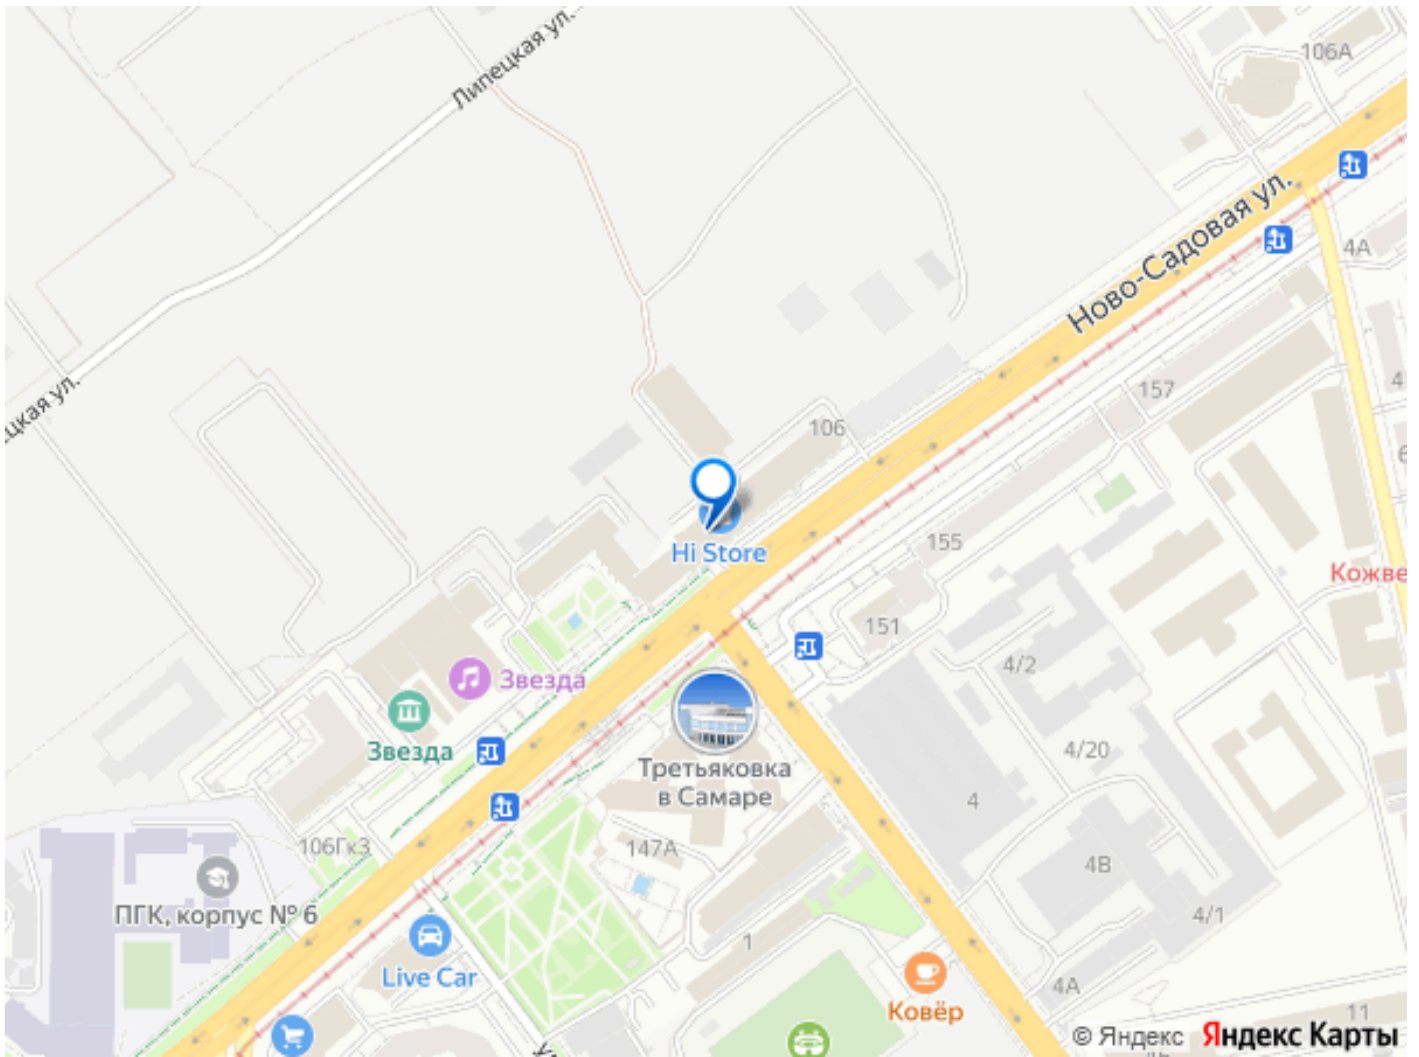 106А
Липецкая ул.
Ново-Садовая ул.
4А
157
цкая ул.
106
Hi Store
155
Кожве
151
4/2
Звезда
Звезда
4/20
Третьяковка
в Самаре
4
106Гк3
147А
4В
ПГК, корпус № 6
4/1
1
Live Car
4А
Ковёр
11
© Яндекс Яндекс Карты